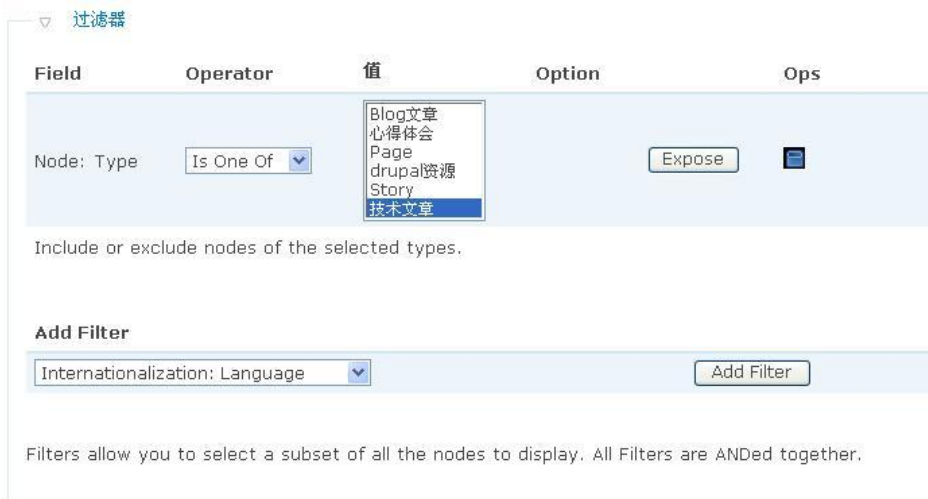 过滤器
Field Operator 值 Option Ops
Blog文章
心得体会
Page
Node: Type Is One Of Expose
drupal资源
Story
技术文章
Include or exclude nodes of the selected types.
Add Filter
Internationalization: Language Add Filter
Filters allow you to select a subset of all the nodes to display. All Filters are ANDed together.